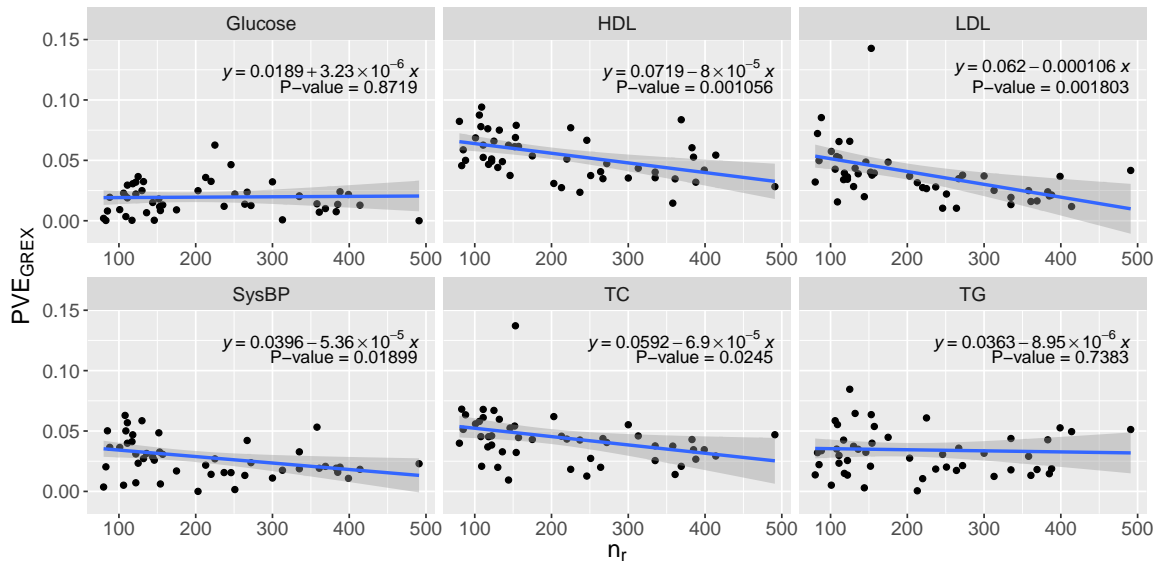 Glucose HDL LDL
0.15
y = 0.0189 + 3.23 × 10⁻⁶ x
P−value = 0.8719
y = 0.0719 − 8 × 10⁻⁵ x
P−value = 0.001056
y = 0.062 − 0.000106 x
P−value = 0.001803
0.10
0.05
0.00
100 200 300 400 500 100 200 300 400 500 100 200 300 400 500
PVE_GREX
SysBP TC TG
0.15
y = 0.0396 − 5.36 × 10⁻⁵ x
P−value = 0.01899
y = 0.0592 − 6.9 × 10⁻⁵ x
P−value = 0.0245
y = 0.0363 − 8.95 × 10⁻⁶ x
P−value = 0.7383
0.10
0.05
0.00
100 200 300 400 500 100 200 300 400 500 100 200 300 400 500
n_r